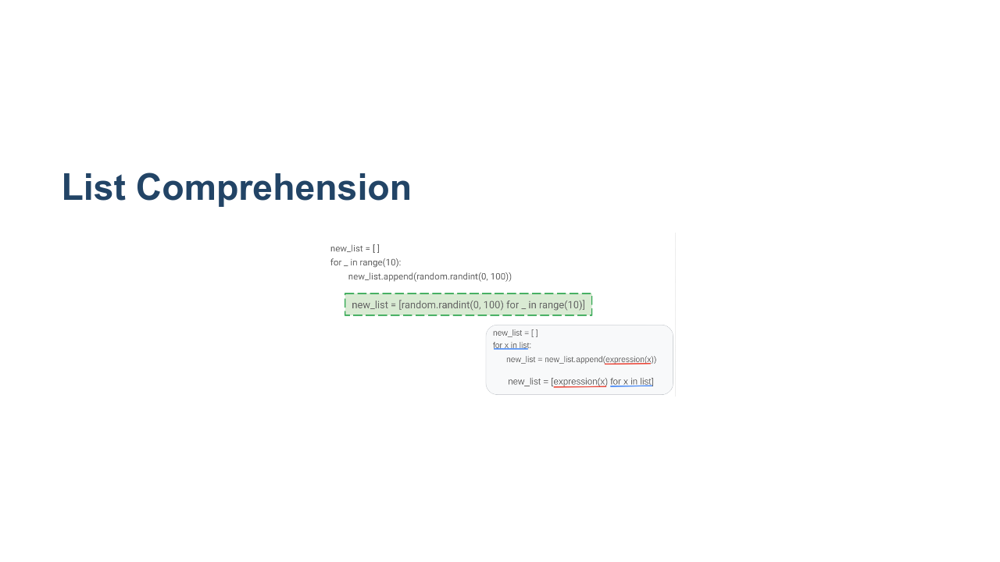 List Comprehension
new_list = [ ]
for _ in range(10):
new_list.append(random.randint(0, 100))
new_list = [random.randint(0, 100) for _ in range(10)]
new_list = [ ]
for x in list:
new_list = new_list.append(expression(x))
new_list = [expression(x) for x in list]